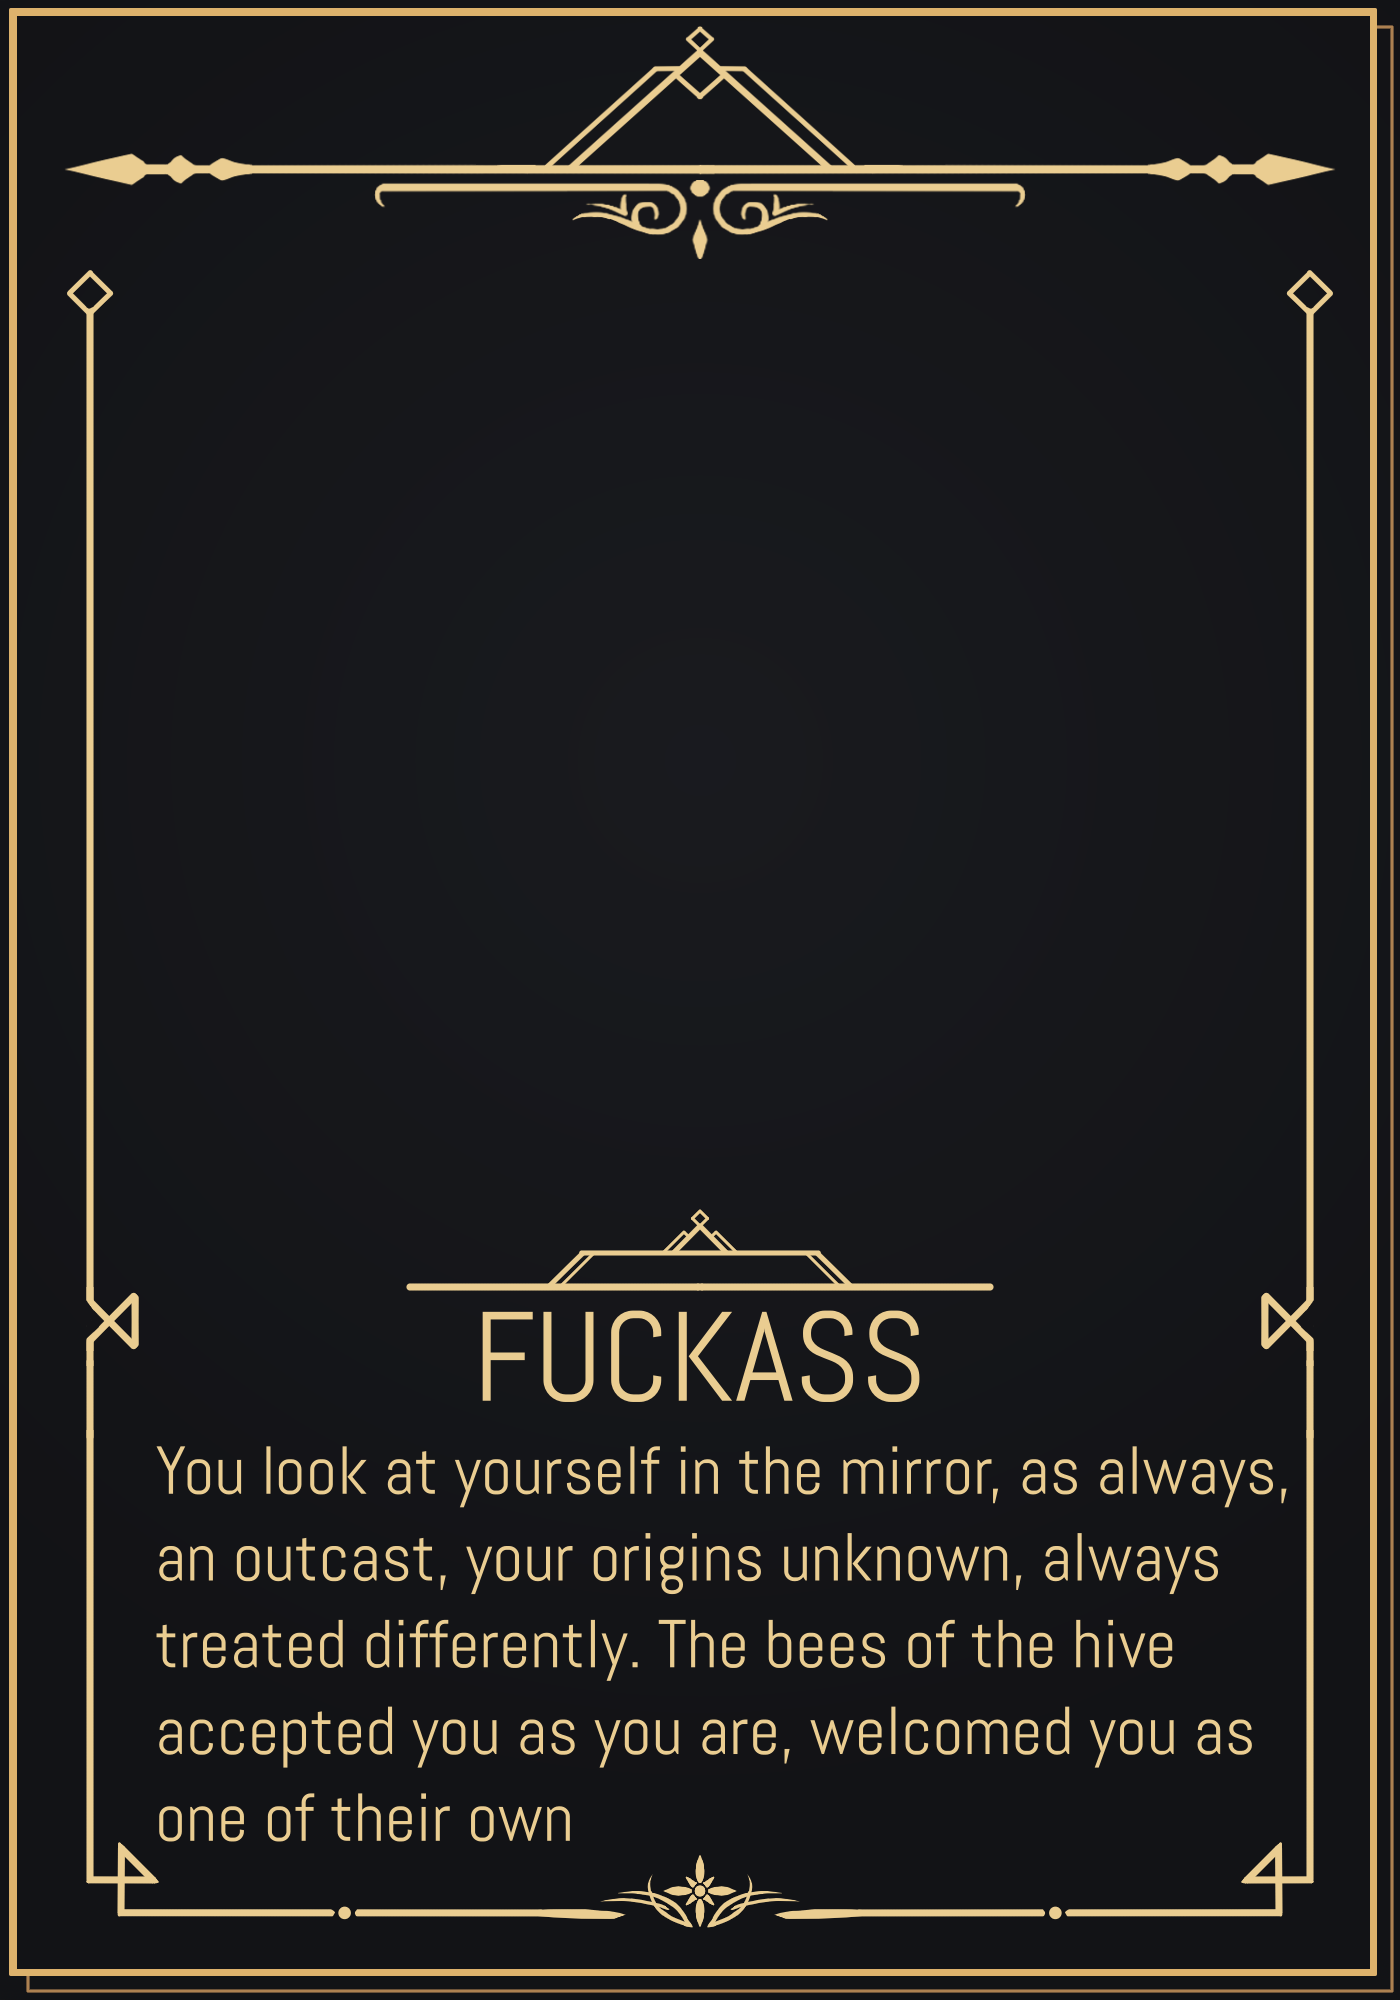 FUCKASS
You look at yourself in the mirror, as always,
an outcast, your origins unknown, always
treated differently. The bees of the hive
accepted you as you are, welcomed you as
one of their own